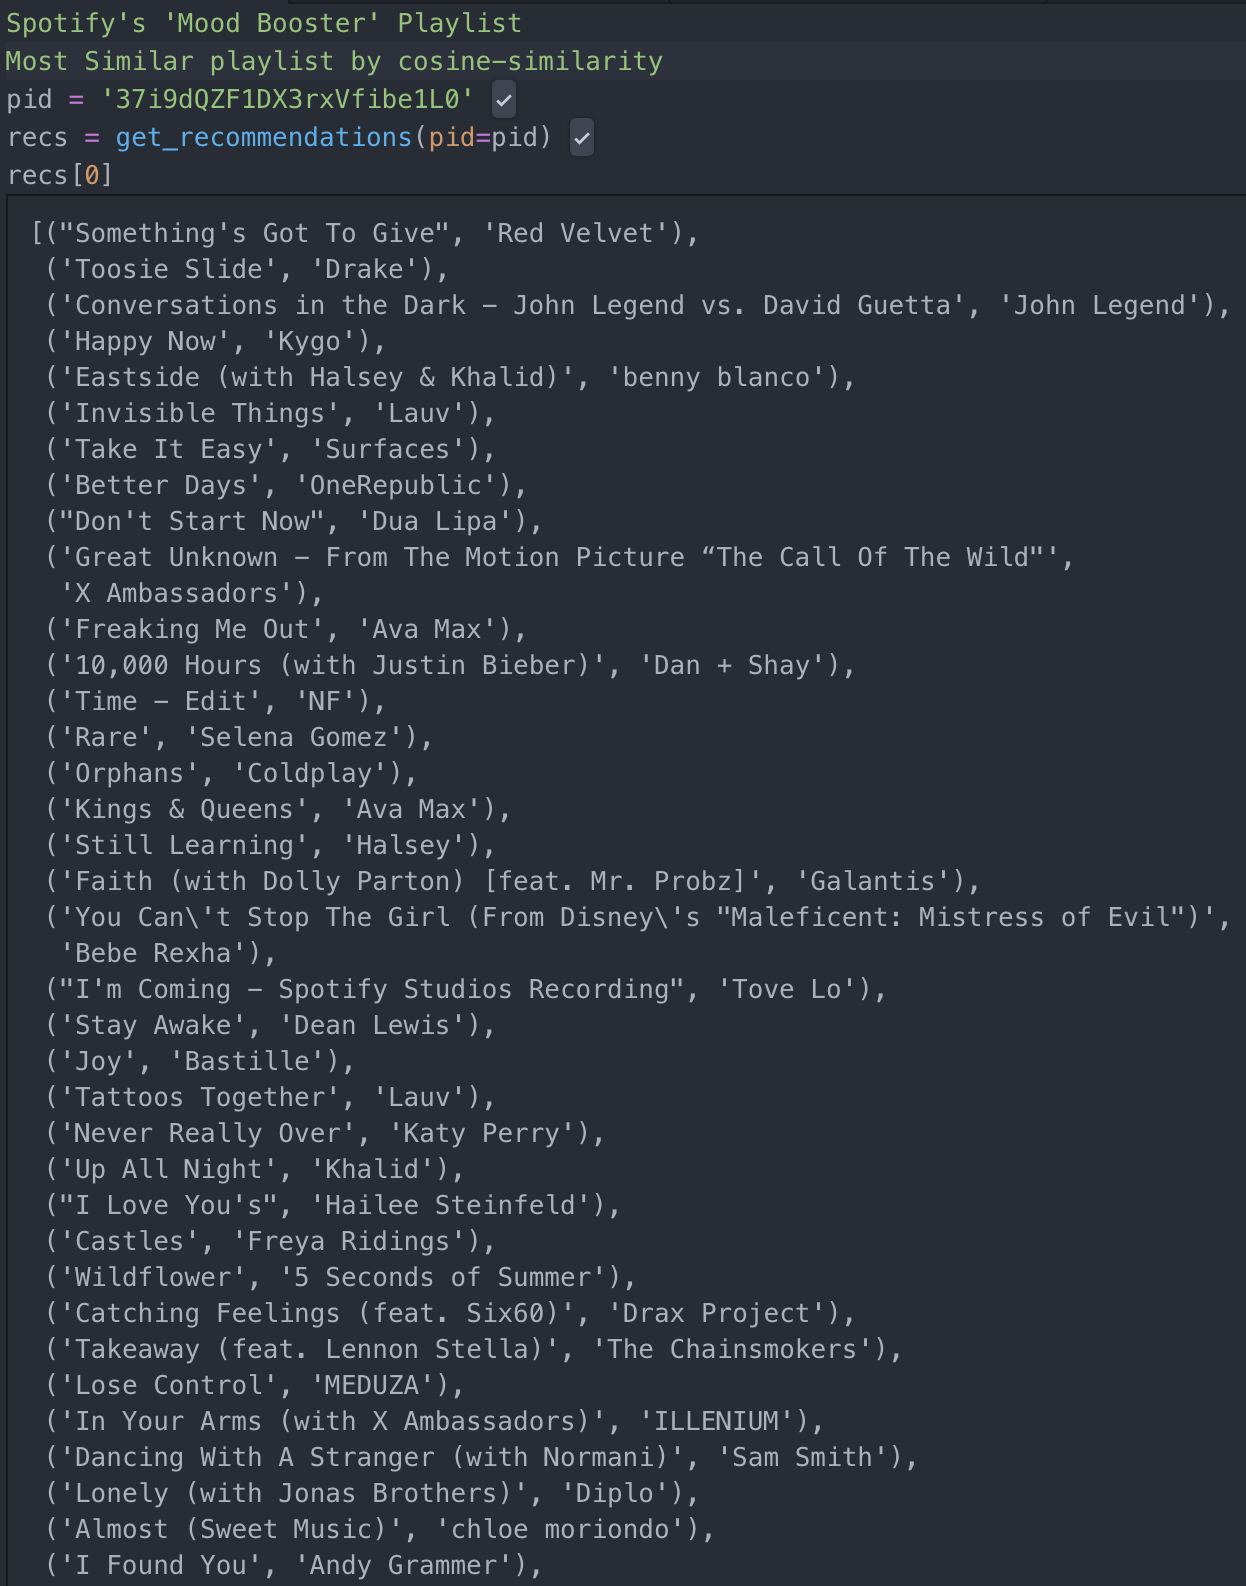 Spotify's 'Mood Booster' Playlist
Most Similar playlist by cosine-similarity
pid = '37i9dQZF1DX3rxVfibe1L0'
recs = get_recommendations(pid=pid)
recs[0]
[("Something's Got To Give", 'Red Velvet'),
('Toosie Slide', 'Drake'),
('Conversations in the Dark - John Legend vs. David Guetta', 'John Legend'),
('Happy Now', 'Kygo'),
('Eastside (with Halsey & Khalid)', 'benny blanco'),
('Invisible Things', 'Lauv'),
('Take It Easy', 'Surfaces'),
('Better Days', 'OneRepublic'),
("Don't Start Now", 'Dua Lipa'),
('Great Unknown - From The Motion Picture “The Call Of The Wild"',
'X Ambassadors'),
('Freaking Me Out', 'Ava Max'),
('10,000 Hours (with Justin Bieber)', 'Dan + Shay'),
('Time - Edit', 'NF'),
('Rare', 'Selena Gomez'),
('Orphans', 'Coldplay'),
('Kings & Queens', 'Ava Max'),
('Still Learning', 'Halsey'),
('Faith (with Dolly Parton) [feat. Mr. Probz]', 'Galantis'),
('You Can\'t Stop The Girl (From Disney\'s "Maleficent: Mistress of Evil")',
'Bebe Rexha'),
("I'm Coming - Spotify Studios Recording", 'Tove Lo'),
('Stay Awake', 'Dean Lewis'),
('Joy', 'Bastille'),
('Tattoos Together', 'Lauv'),
('Never Really Over', 'Katy Perry'),
('Up All Night', 'Khalid'),
("I Love You's", 'Hailee Steinfeld'),
('Castles', 'Freya Ridings'),
('Wildflower', '5 Seconds of Summer'),
('Catching Feelings (feat. Six60)', 'Drax Project'),
('Takeaway (feat. Lennon Stella)', 'The Chainsmokers'),
('Lose Control', 'MEDUZA'),
('In Your Arms (with X Ambassadors)', 'ILLENIUM'),
('Dancing With A Stranger (with Normani)', 'Sam Smith'),
('Lonely (with Jonas Brothers)', 'Diplo'),
('Almost (Sweet Music)', 'chloe moriondo'),
('I Found You', 'Andy Grammer'),